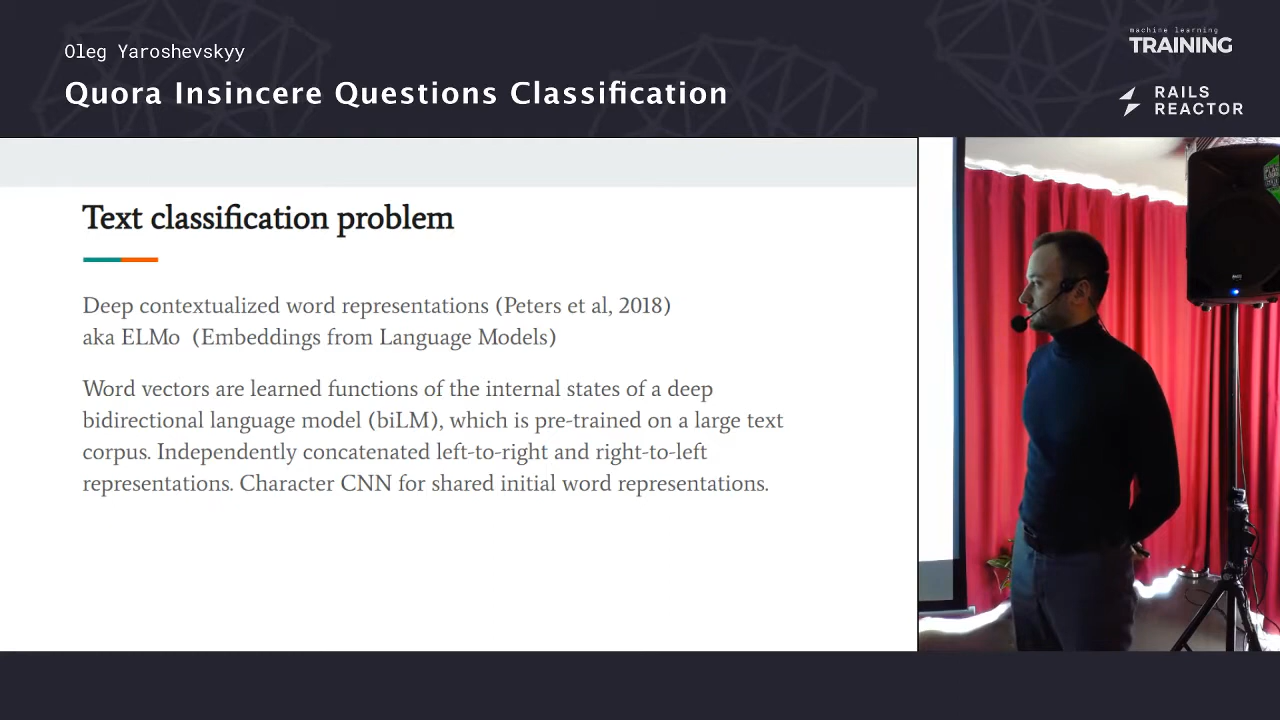 Oleg Yaroshevskyy
Quora Insincere Questions Classification
machine learning
TRAINING
RAILS
REACTOR
Text classification problem
Deep contextualized word representations (Peters et al, 2018)
aka ELMo (Embeddings from Language Models)
Word vectors are learned functions of the internal states of a deep
bidirectional language model (biLM), which is pre-trained on a large text
corpus. Independently concatenated left-to-right and right-to-left
representations. Character CNN for shared initial word representations.